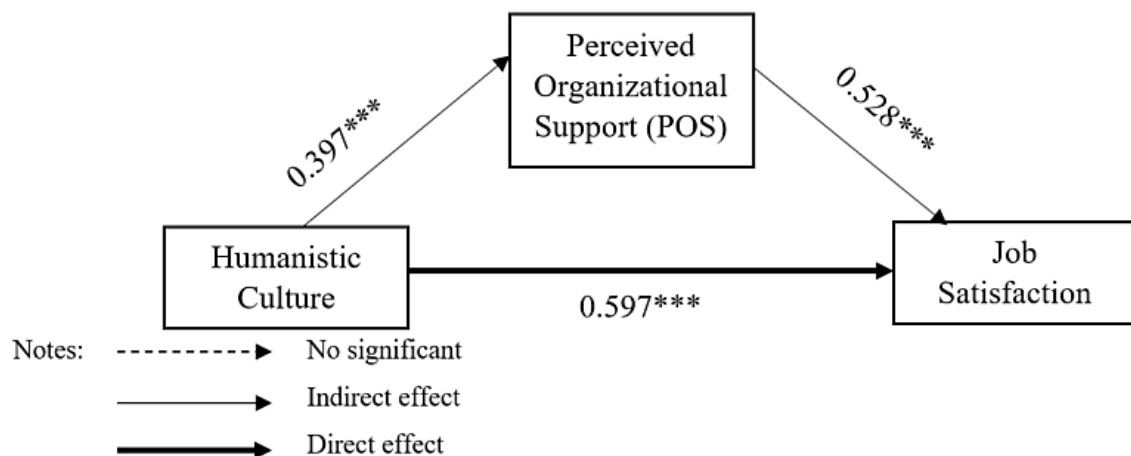 Perceived
Organizational
Support (POS)
0.397***
0.528***
Humanistic
Culture
0.597***
Job
Satisfaction
Notes:
No significant
Indirect effect
Direct effect